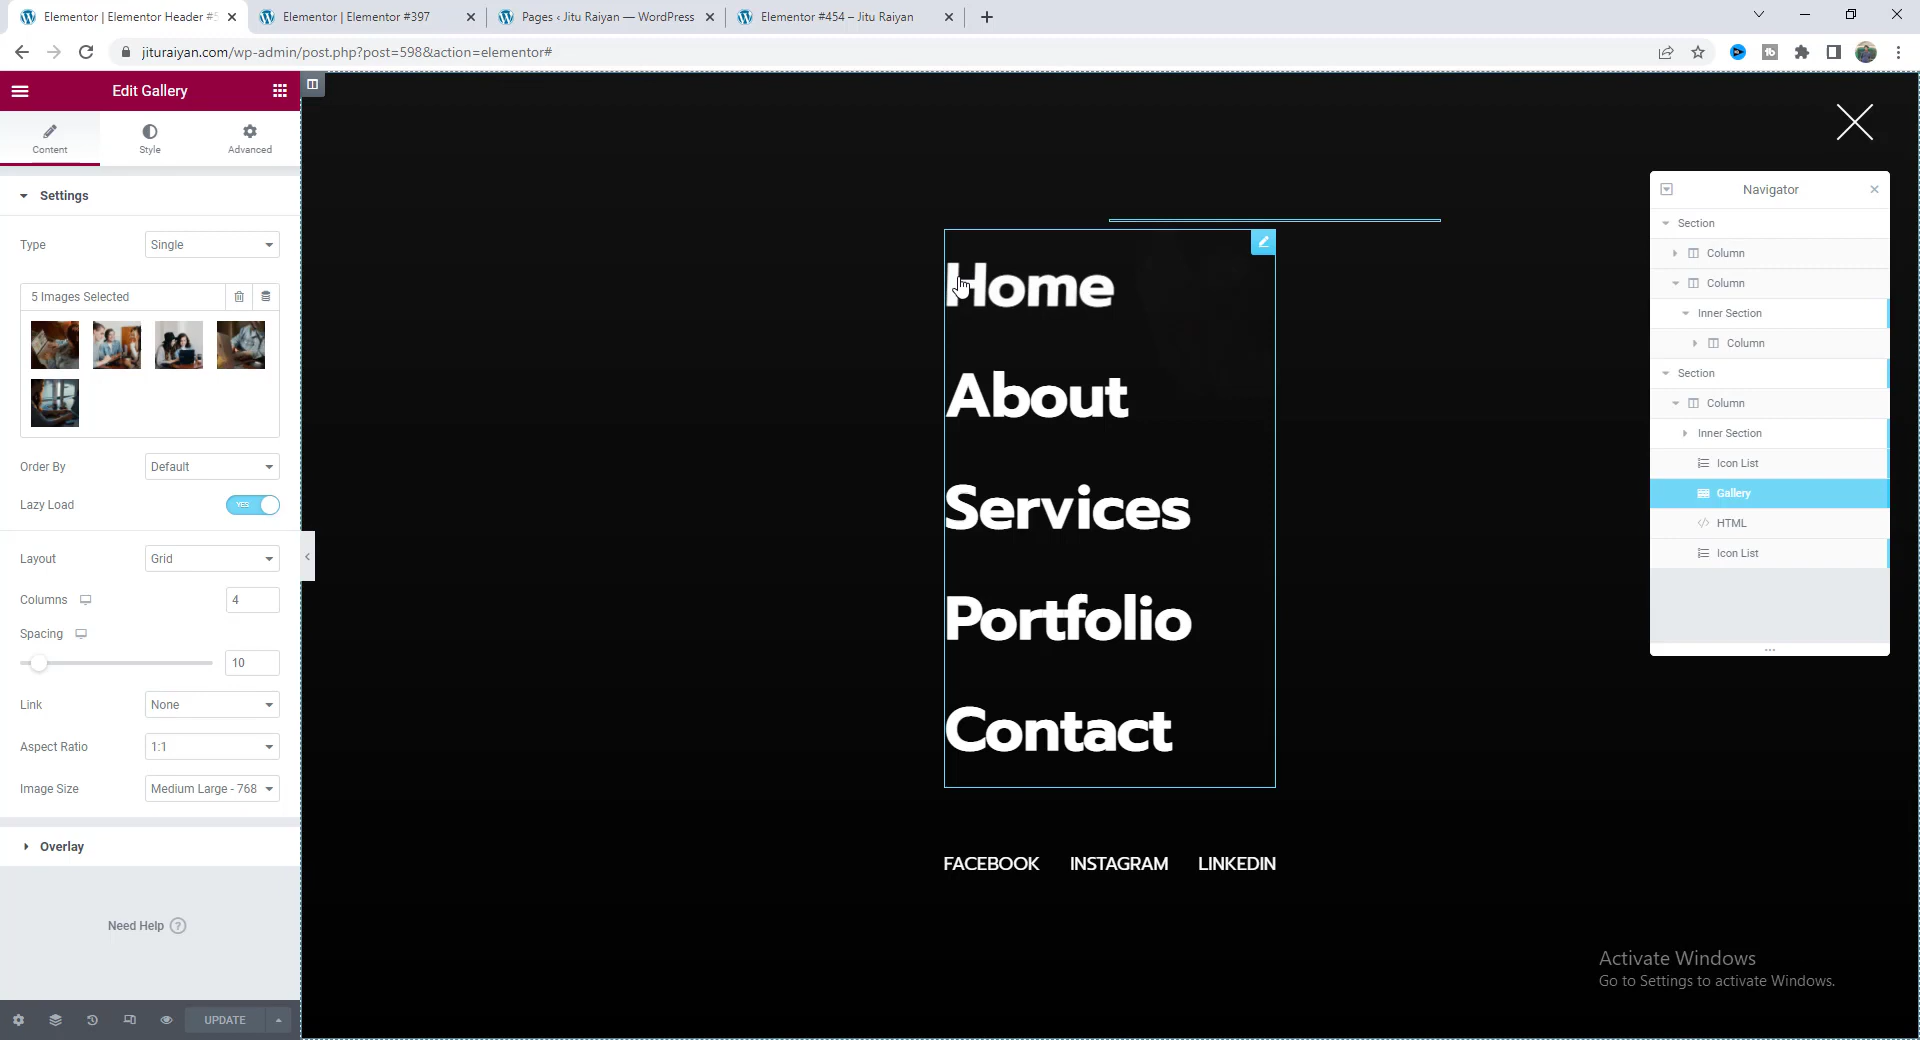 Elementor | Elementor Header #5
Elementor | Elementor #397
Pages ‹ Jitu Raiyan — WordPress
Elementor #454 – Jitu Raiyan
jituraiyan.com/wp-admin/post.php?post=598&action=elementor#
Edit Gallery
Content
Style
Advanced
Settings
Type
Single
5 Images Selected
Order By
Default
Lazy Load
YES
Layout
Grid
Columns
4
Spacing
10
Link
None
Aspect Ratio
1:1
Image Size
Medium Large - 768
Overlay
Need Help ?
UPDATE
Home
About
Services
Portfolio
Contact
FACEBOOK INSTAGRAM LINKEDIN
Navigator
Section
Column
Column
Inner Section
Column
Section
Column
Inner Section
Icon List
Gallery
HTML
Icon List
Activate Windows
Go to Settings to activate Windows.